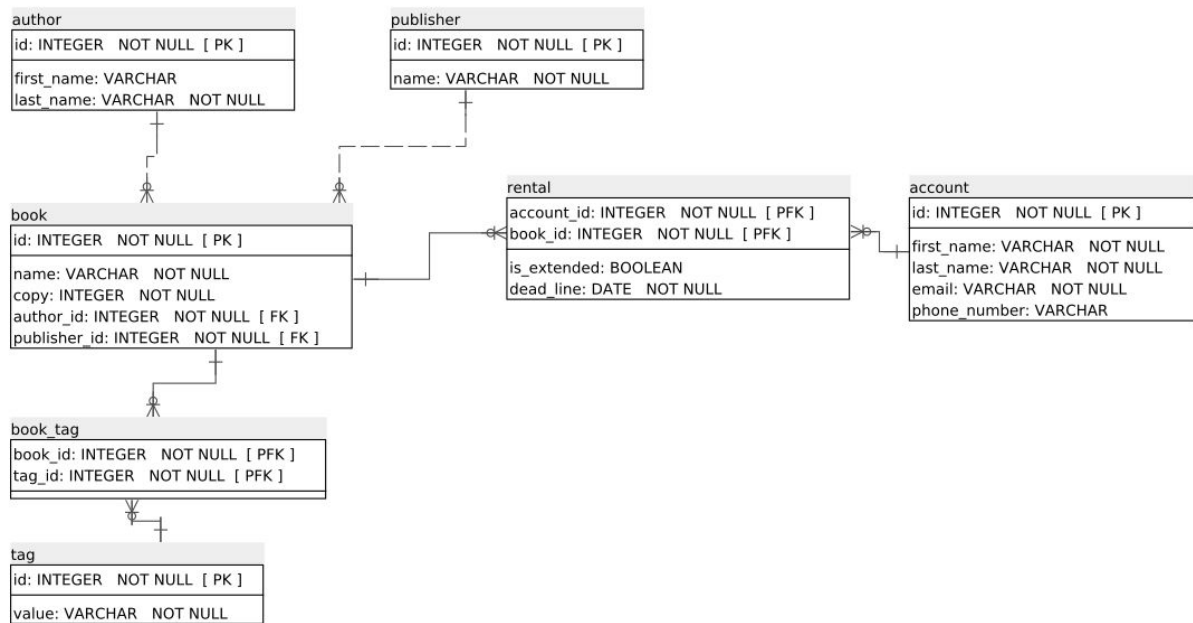 author
id: INTEGER NOT NULL [ PK ]
first_name: VARCHAR
last_name: VARCHAR NOT NULL
publisher
id: INTEGER NOT NULL [ PK ]
name: VARCHAR NOT NULL
book
id: INTEGER NOT NULL [ PK ]
name: VARCHAR NOT NULL
copy: INTEGER NOT NULL
author_id: INTEGER NOT NULL [ FK ]
publisher_id: INTEGER NOT NULL [ FK ]
rental
account_id: INTEGER NOT NULL [ PFK ]
book_id: INTEGER NOT NULL [ PFK ]
is_extended: BOOLEAN
dead_line: DATE NOT NULL
account
id: INTEGER NOT NULL [ PK ]
first_name: VARCHAR NOT NULL
last_name: VARCHAR NOT NULL
email: VARCHAR NOT NULL
phone_number: VARCHAR
book_tag
book_id: INTEGER NOT NULL [ PFK ]
tag_id: INTEGER NOT NULL [ PFK ]
tag
id: INTEGER NOT NULL [ PK ]
value: VARCHAR NOT NULL